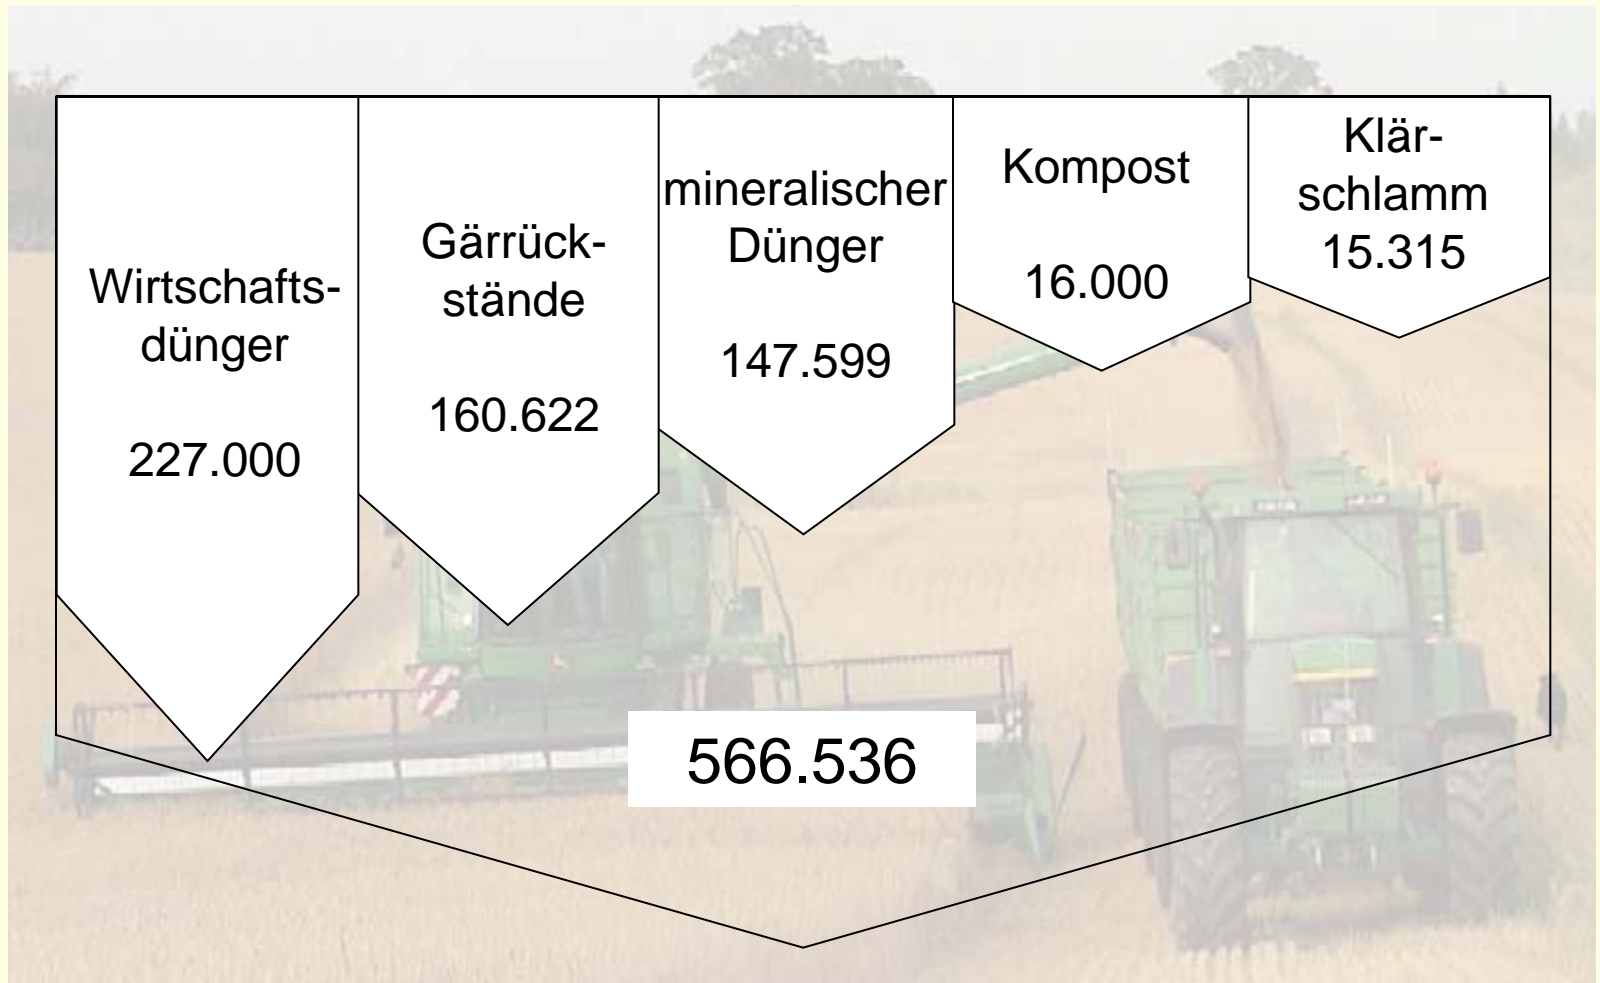 Wirtschafts-
dünger
227.000
Gärrück-
stände
160.622
mineralischer
Dünger
147.599
Kompost
16.000
Klär-
schlamm
15.315
566.536